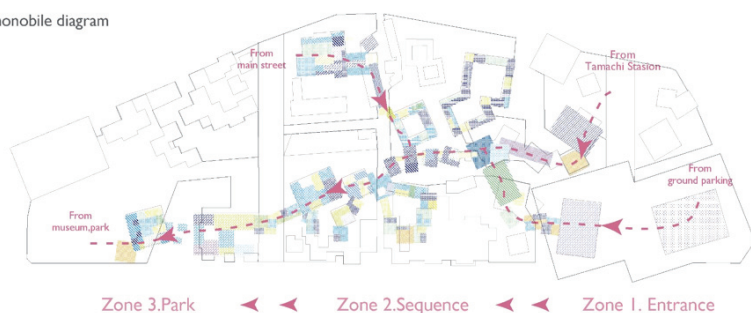 onobile diagram
From
main street
From
Tamachi Stasion
From
ground parking
From
museum,park
Zone 3.Park
Zone 2.Sequence
Zone 1. Entrance